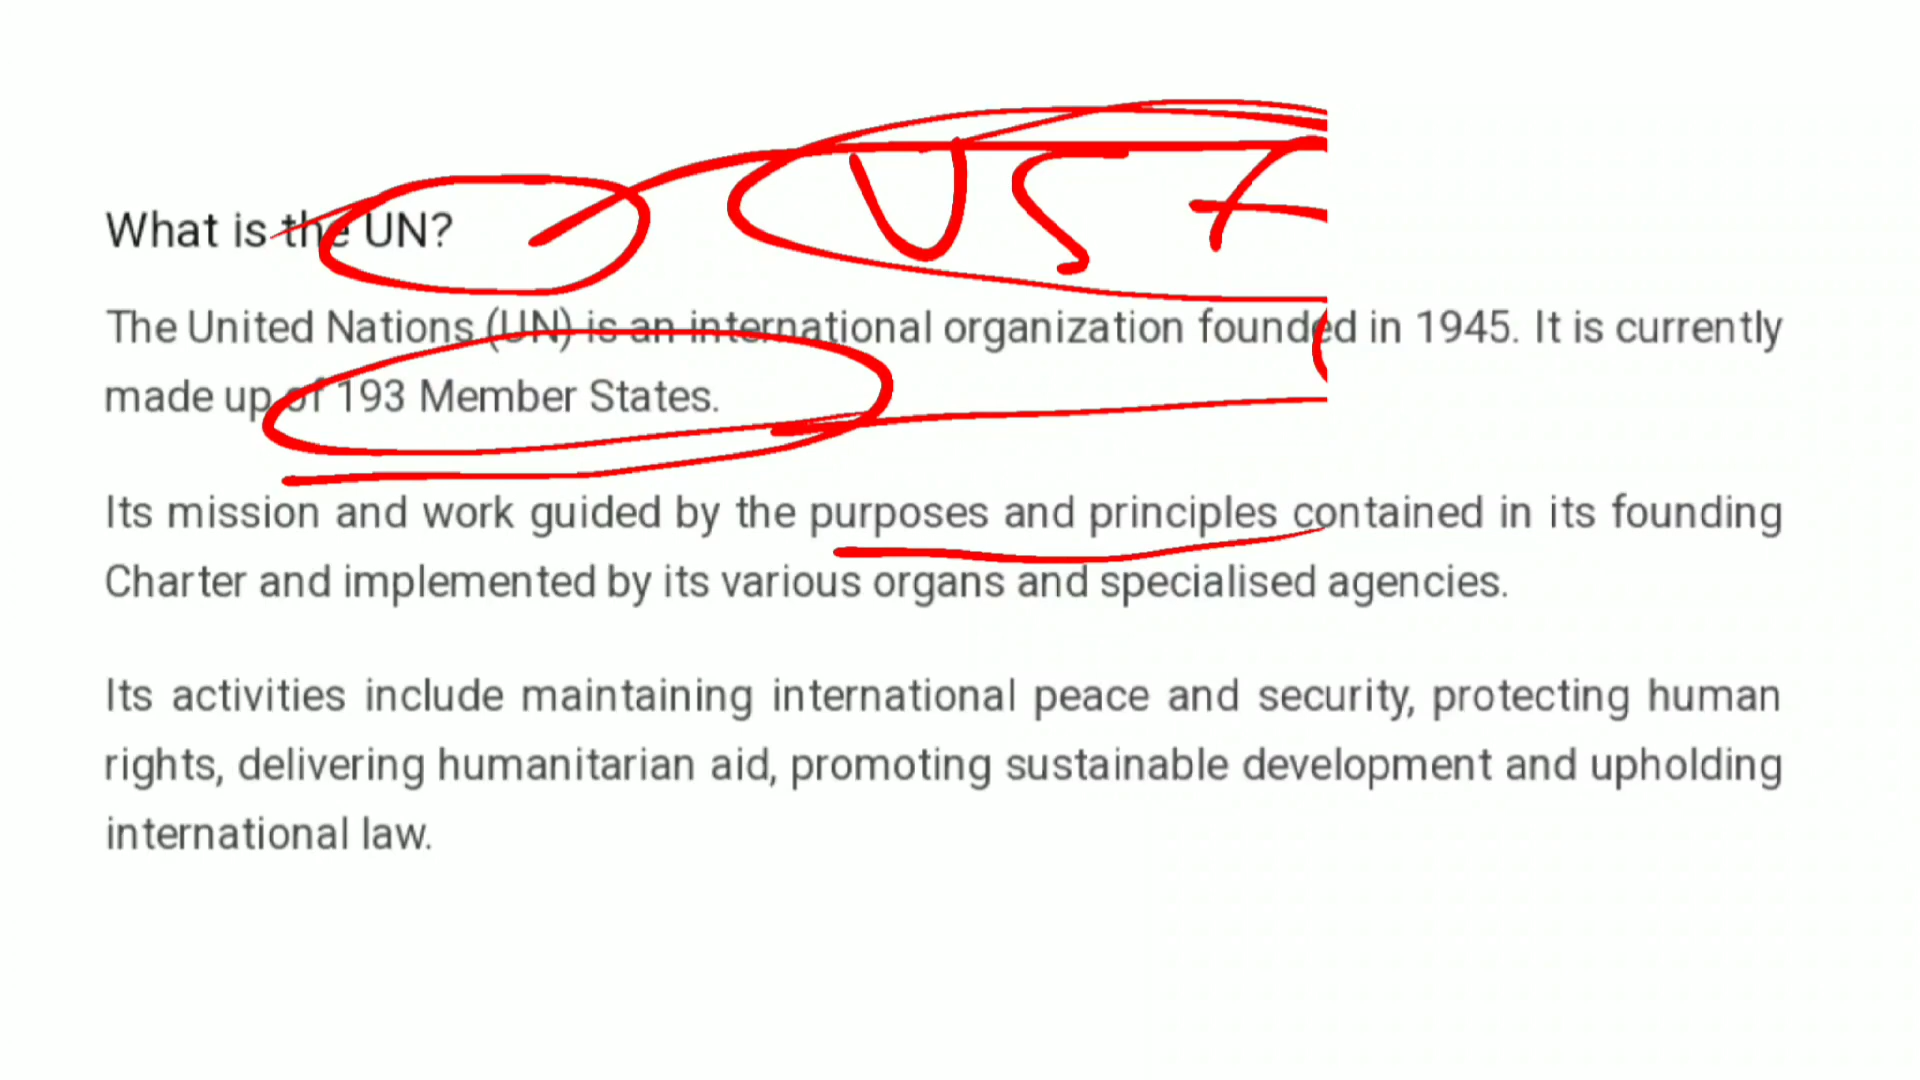 What is the UN?
The United Nations (UN) is an international organization founded in 1945. It is currently
made up of 193 Member States.
Its mission and work guided by the purposes and principles contained in its founding
Charter and implemented by its various organs and specialised agencies.
Its activities include maintaining international peace and security, protecting human
rights, delivering humanitarian aid, promoting sustainable development and upholding
international law.